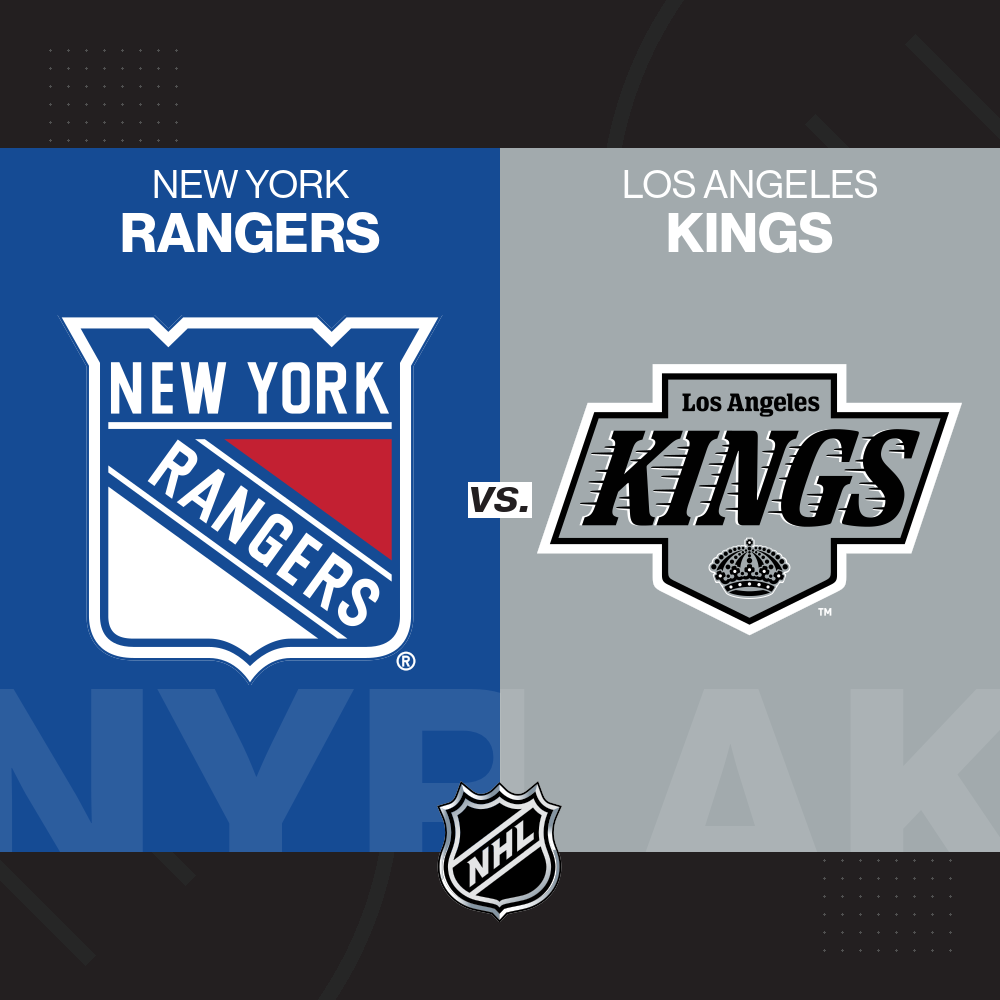 NEW YORK
RANGERS
LOS ANGELES
KINGS
NEW YORK
RANGERS
®
VS.
Los Angeles
KINGS
TM
NYR
LAK
NHL